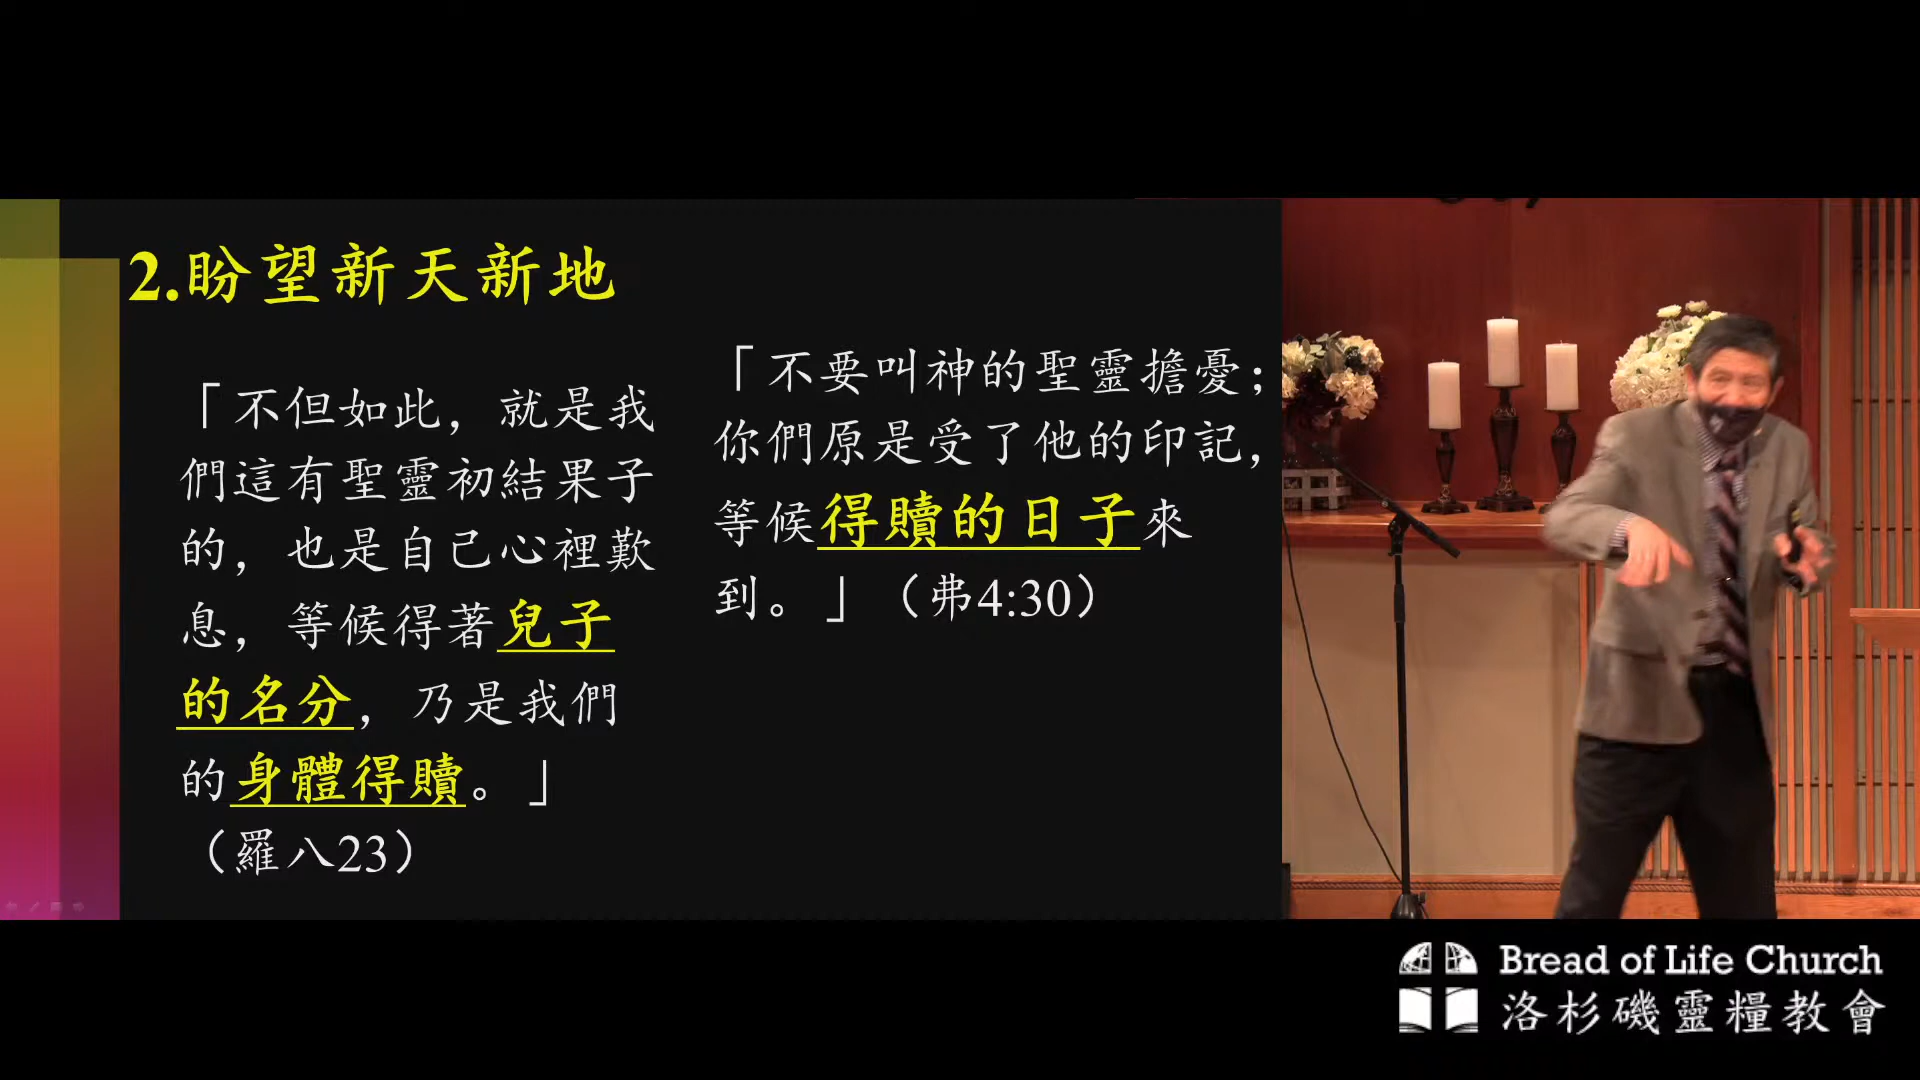 2.盼望新天新地
「不但如此，就是我
們這有聖靈初結果子
的，也是自己心裡歎
息，等候得著兒子
的名分，乃是我們
的身體得贖。」
（羅八23）
「不要叫神的聖靈擔憂；
你們原是受了他的印記，
等候得贖的日子來
到。」（弗4:30）
Bread of Life Church
洛杉磯靈糧教會